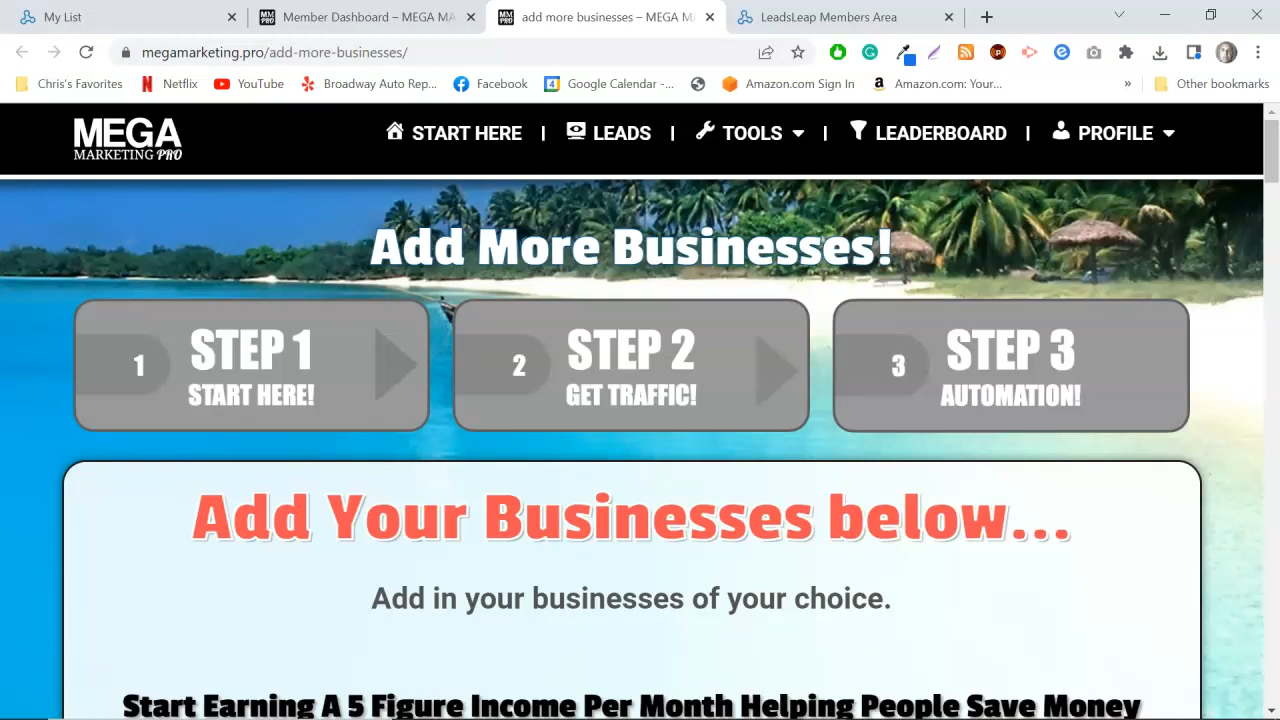 My List
Member Dashboard – MEGA MA
add more businesses – MEGA MA
LeadsLeap Members Area
megamarketing.pro/add-more-businesses/
Chris's Favorites
Netflix
YouTube
Broadway Auto Rep...
Facebook
Google Calendar -...
Amazon.com Sign In
Amazon.com: Your...
»
Other bookmarks
MEGA
MARKETING PRO
START HERE |
LEADS |
TOOLS |
LEADERBOARD |
PROFILE
Add More Businesses!
1
STEP 1
START HERE!
2
STEP 2
GET TRAFFIC!
3
STEP 3
AUTOMATION!
Add Your Businesses below...
Add in your businesses of your choice.
Start Earning A 5 Figure Income Per Month Helping People Save Money